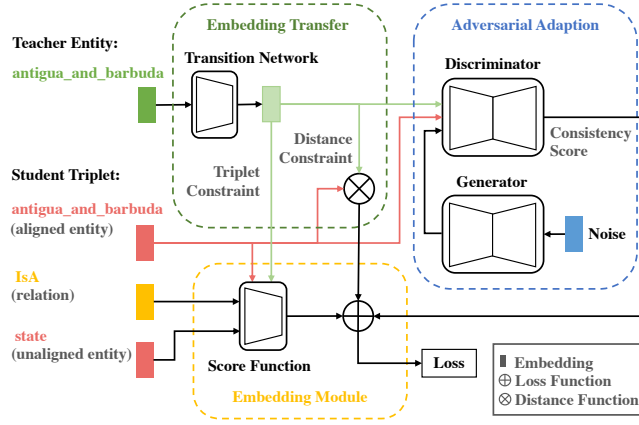 Embedding Transfer
Adversarial Adaption
Teacher Entity:
antigua_and_barbuda
Transition Network
Discriminator
Distance
Constraint
Triplet
Constraint
Consistency
Score
Student Triplet:
antigua_and_barbuda
(aligned entity)
Generator
Noise
IsA
(relation)
state
(unaligned entity)
Score Function
Embedding Module
Loss
Embedding
Loss Function
Distance Function